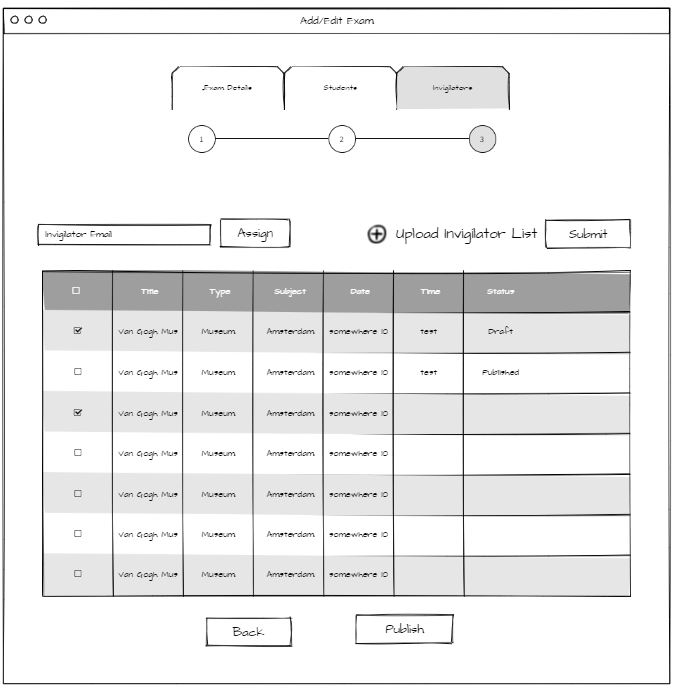 Add/Edit Exam
Exam Details Students Invigilators
1 2 3
Invigilator Email Assign Upload Invigilator List Submit
Title Type Subject Date Time Status
Van Gogh Mus Museum Amsterdam somewhere 10 test Draft
Van Gogh Mus Museum Amsterdam somewhere 10 test Published
Van Gogh Mus Museum Amsterdam somewhere 10
Van Gogh Mus Museum Amsterdam somewhere 10
Van Gogh Mus Museum Amsterdam somewhere 10
Van Gogh Mus Museum Amsterdam somewhere 10
Van Gogh Mus Museum Amsterdam somewhere 10
Back Publish